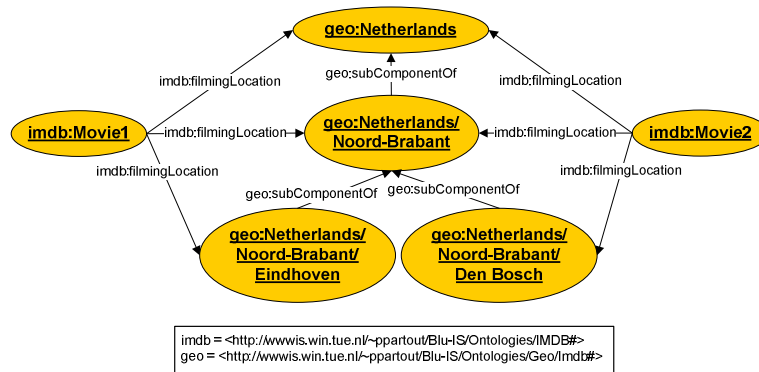 geo:Netherlands
geo:subComponentOf
imdb:filmingLocation
imdb:filmingLocation
imdb:Movie1
imdb:filmingLocation
geo:Netherlands/
Noord-Brabant
imdb:filmingLocation
imdb:Movie2
imdb:filmingLocation
imdb:filmingLocation
geo:subComponentOf
geo:subComponentOf
geo:Netherlands/
Noord-Brabant/
Eindhoven
geo:Netherlands/
Noord-Brabant/
Den Bosch
imdb = <http://wwwis.win.tue.nl/~ppartout/Blu-IS/Ontologies/IMDB#>
geo = <http://wwwis.win.tue.nl/~ppartout/Blu-IS/Ontologies/Geo/Imdb#>